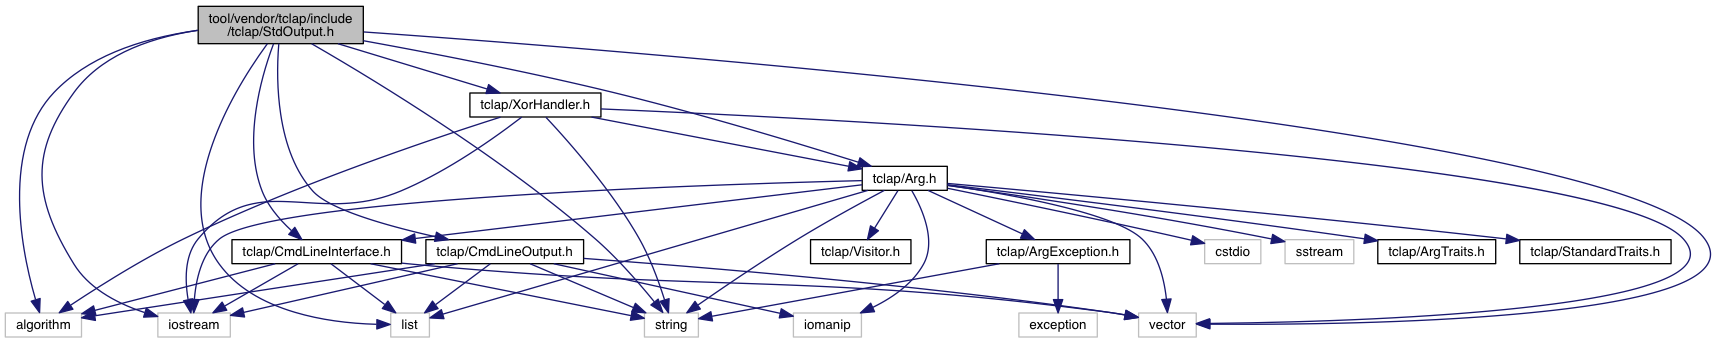 tool/vendor/tclap/include
/tclap/StdOutput.h
tclap/XorHandler.h
tclap/Arg.h
tclap/CmdLineInterface.h
tclap/CmdLineOutput.h
tclap/Visitor.h
tclap/ArgException.h
cstdio
sstream
tclap/ArgTraits.h
tclap/StandardTraits.h
algorithm
iostream
list
string
iomanip
exception
vector